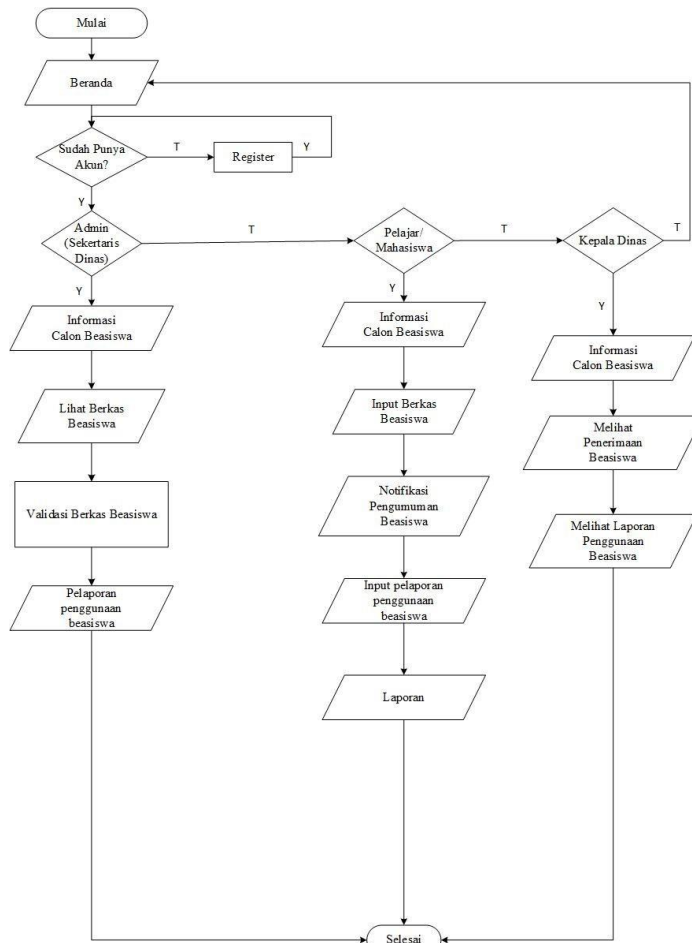 Mulai
Beranda
Sudah Punya
Akun?
T
Register
Y
Y
Admin
(Sekertaris
Dinas)
T
Pelajar/
Mahasiswa
T
Kepala Dinas
T
Y
Informasi
Calon Beasiswa
Lihat Berkas
Beasiswa
Validasi Berkas Beasiswa
Pelaporan
penggunaan
beasiswa
Y
Informasi
Calon Beasiswa
Input Berkas
Beasiswa
Notifikasi
Pengumuman
Beasiswa
Input pelaporan
penggunaan
beasiswa
Laporan
Y
Informasi
Calon Beasiswa
Melihat
Penerimaan
Beasiswa
Melihat Laporan
Penggunaan
Beasiswa
Selesai